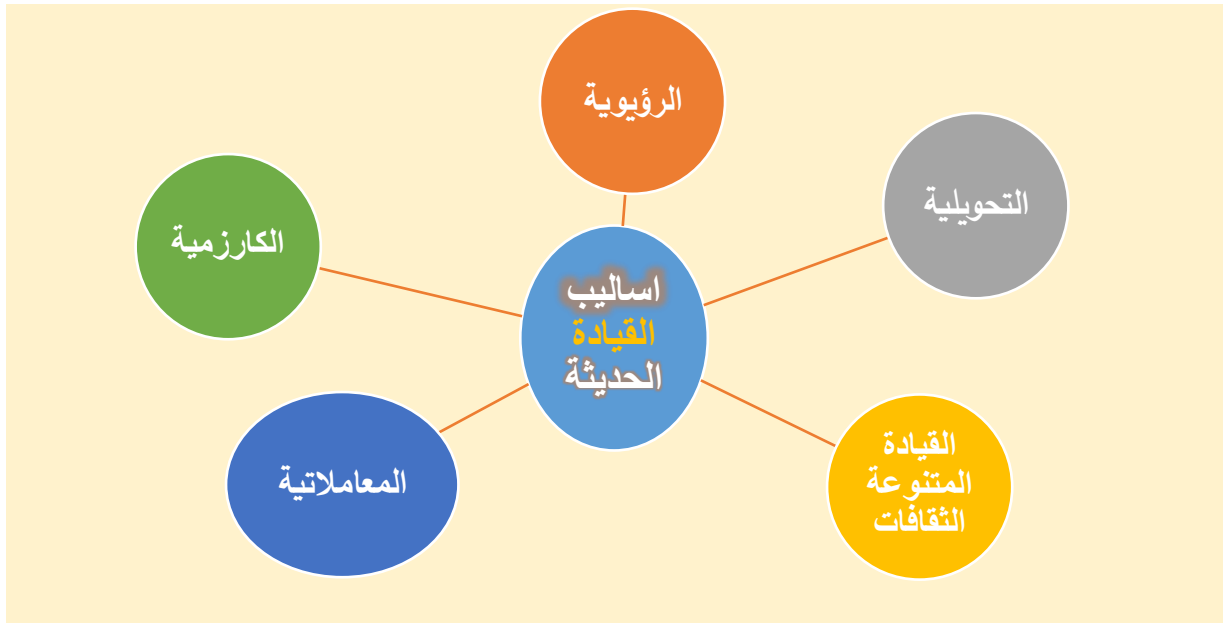 الرؤيوية
التحويلية
الكارزمية
اساليب
القيادة
الحديثة
القيادة
المتنوعة
الثقافات
المعاملاتية